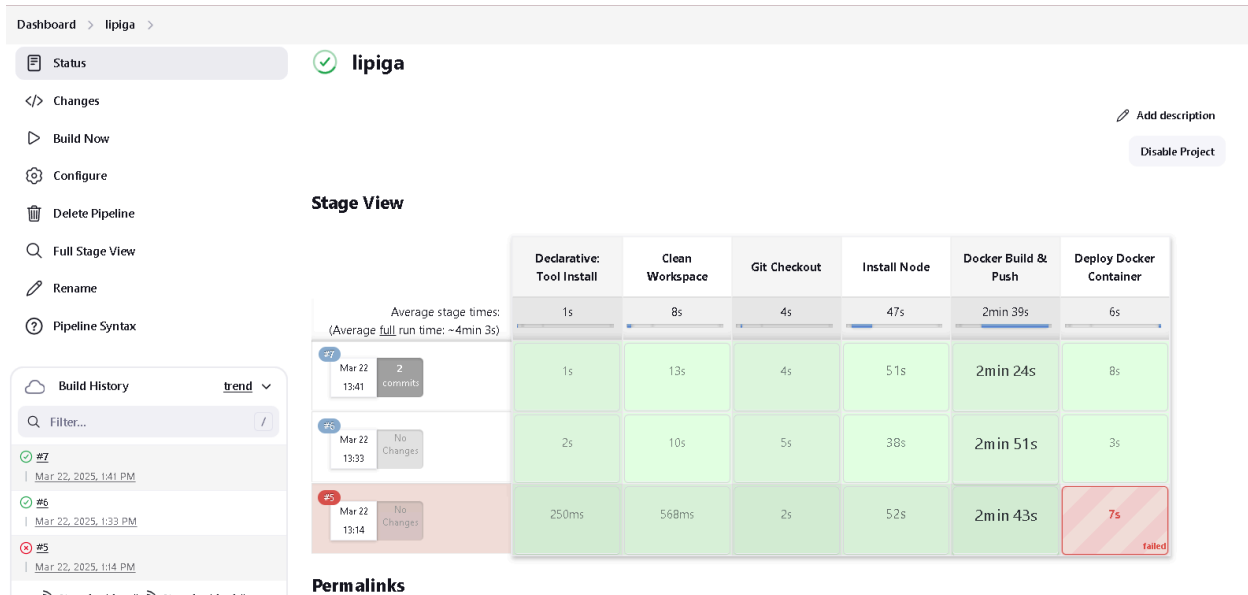 Dashboard > lipiga >
Status
Changes
Build Now
Configure
Delete Pipeline
Full Stage View
Rename
Pipeline Syntax
Build History
trend
Filter...
/
#7
Mar 22, 2025, 1:41 PM
#6
Mar 22, 2025, 1:33 PM
#5
Mar 22, 2025, 1:14 PM
lipiga
Add description
Disable Project
Stage View
Declarative: Tool Install
Clean Workspace
Git Checkout
Install Node
Docker Build & Push
Deploy Docker Container
Average stage times:
(Average full run time: ~4min 3s)
1s
8s
4s
47s
2min 39s
6s
#7
Mar 22
13:41
2
commits
1s
13s
4s
51s
2min 24s
8s
#6
Mar 22
13:33
No
Changes
2s
10s
5s
38s
2min 51s
3s
#5
Mar 22
13:14
No
Changes
250ms
568ms
2s
52s
2min 43s
7s
failed
Permalinks